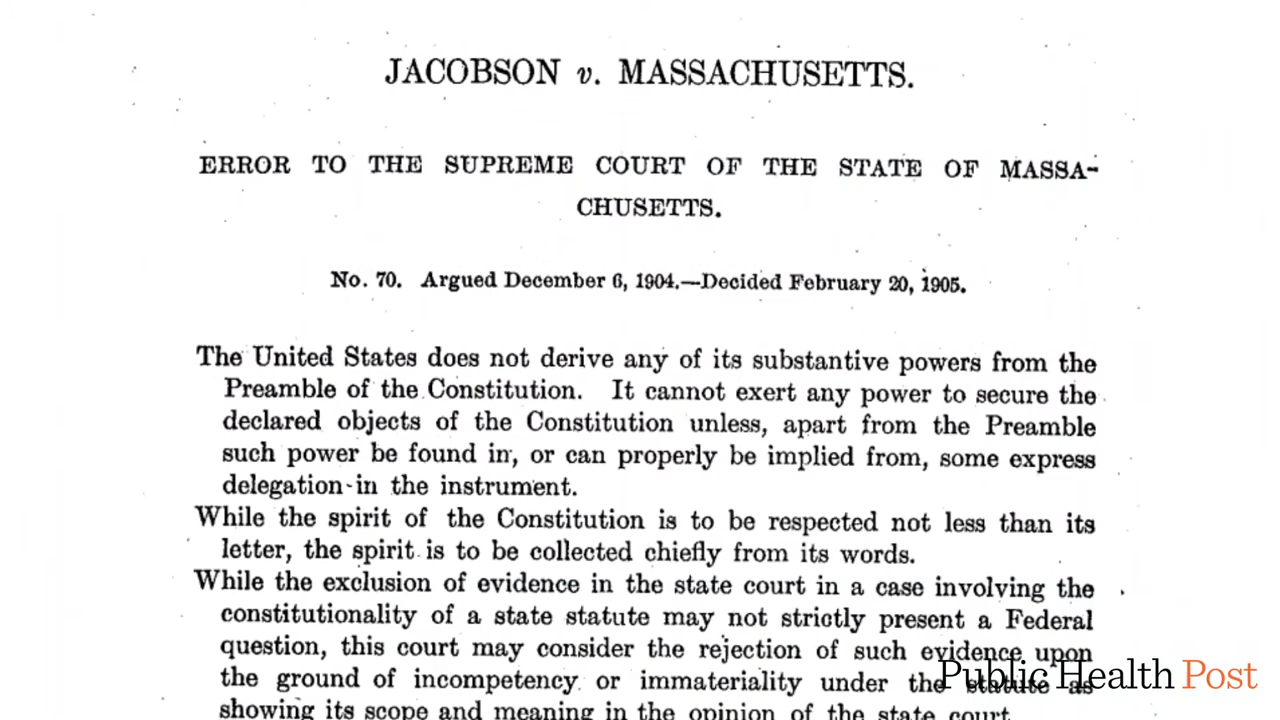 JACOBSON v. MASSACHUSETTS.
ERROR TO THE SUPREME COURT OF THE STATE OF MASSA-
CHUSETTS.
No. 70. Argued December 6, 1904.—Decided February 20, 1905.
The United States does not derive any of its substantive powers from the
Preamble of the Constitution. It cannot exert any power to secure the
declared objects of the Constitution unless, apart from the Preamble
such power be found in, or can properly be implied from, some express
delegation in the instrument.
While the spirit of the Constitution is to be respected not less than its
letter, the spirit is to be collected chiefly from its words.
While the exclusion of evidence in the state court in a case involving the
constitutionality of a state statute may not strictly present a Federal
question, this court may consider the rejection of such evidence upon
the ground of incompetency or immateriality under the statute as
showing its scope and meaning in the opinion of the state court.
Public Health Post